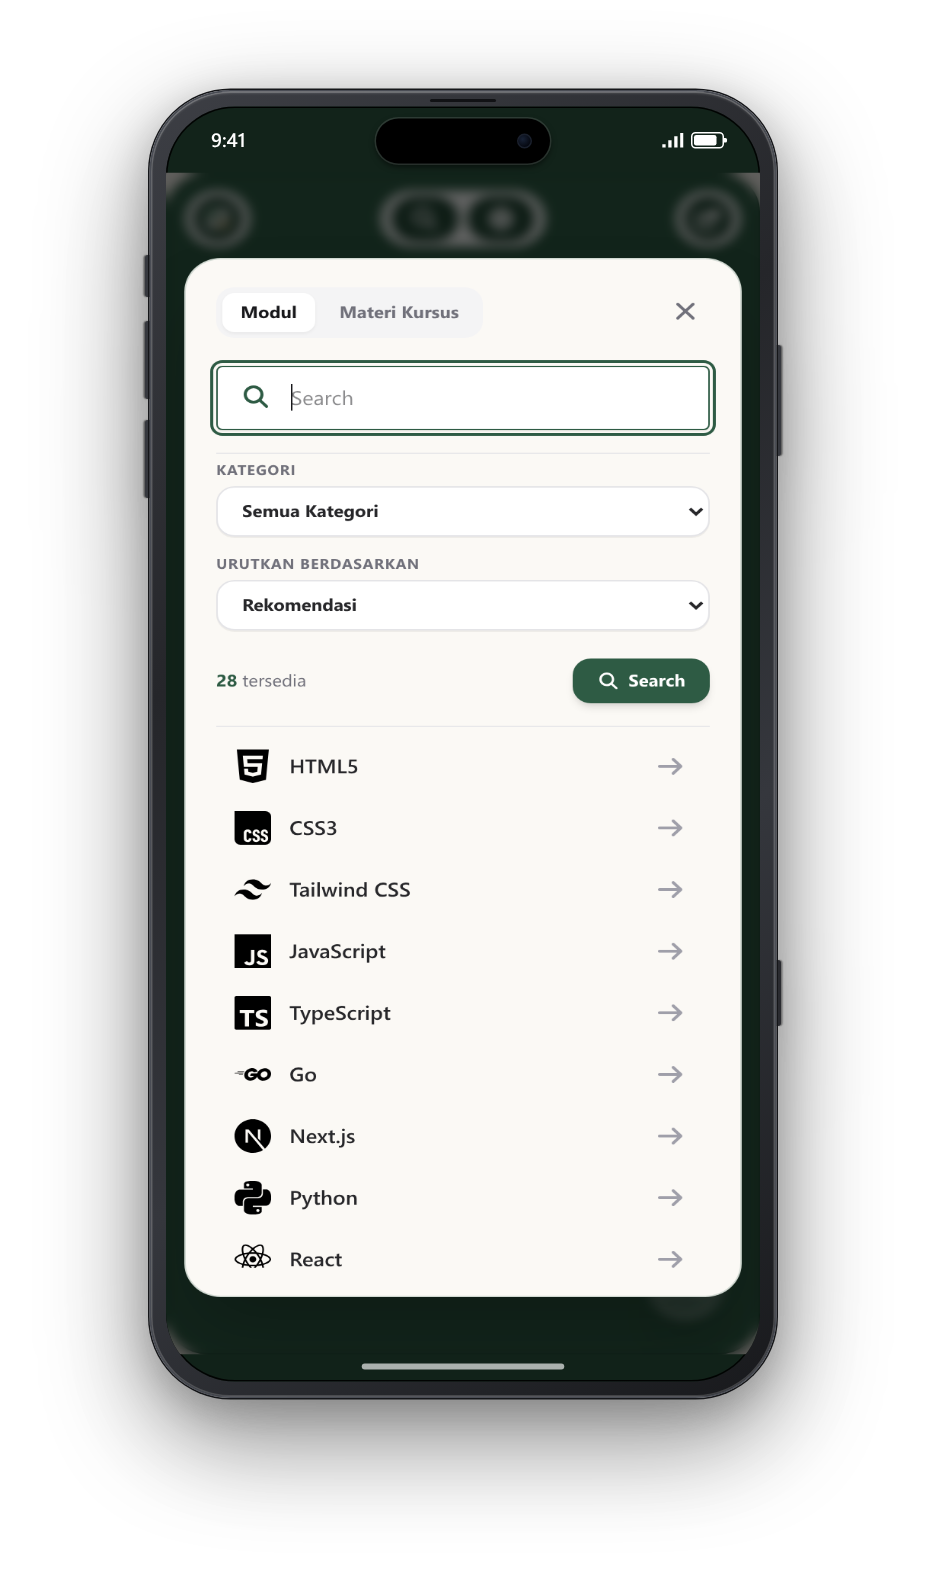 9:41
Modul Materi Kursus
Search
KATEGORI
Semua Kategori
URUTKAN BERDASARKAN
Rekomendasi
28 tersedia
Search
HTML5
CSS CSS3
Tailwind CSS
JS JavaScript
TS TypeScript
GO Go
N Next.js
Python
React